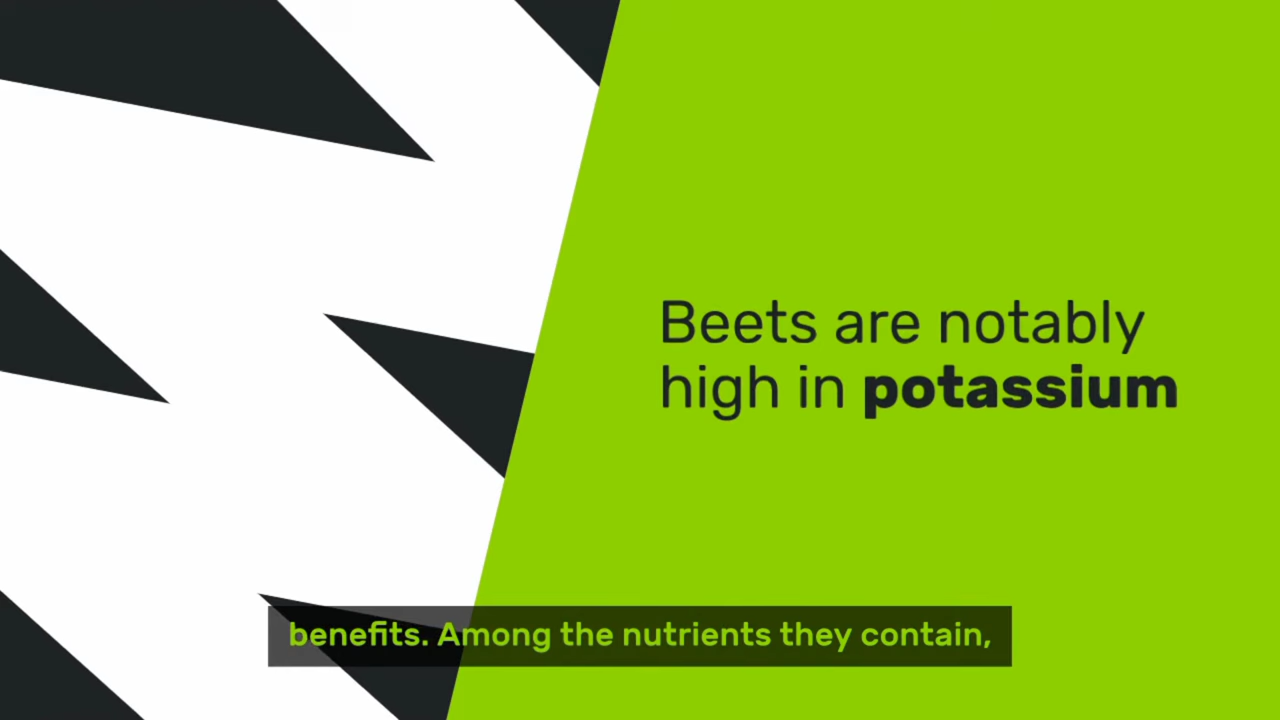 Beets are notably
high in potassium
benefits. Among the nutrients they contain,